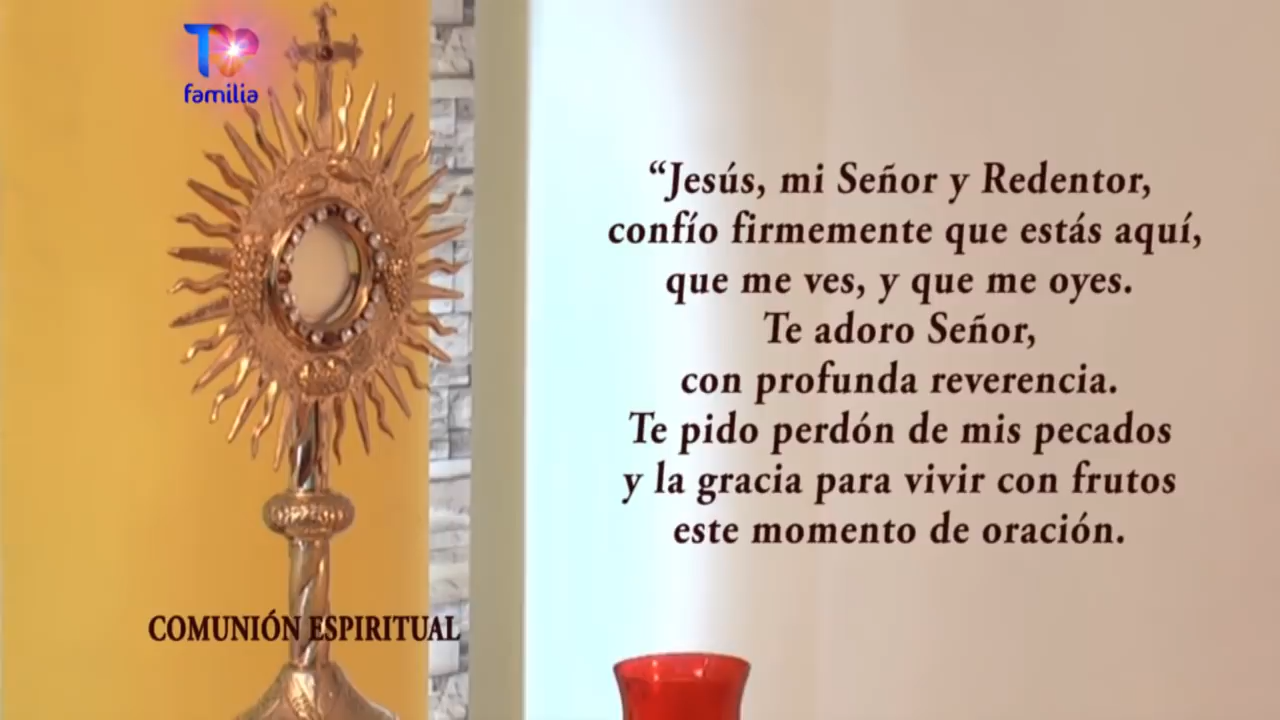 T
familia
“Jesús, mi Señor y Redentor,
confío firmemente que estás aquí,
que me ves, y que me oyes.
Te adoro Señor,
con profunda reverencia.
Te pido perdón de mis pecados
y la gracia para vivir con frutos
este momento de oración.
COMUNIÓN ESPIRITUAL